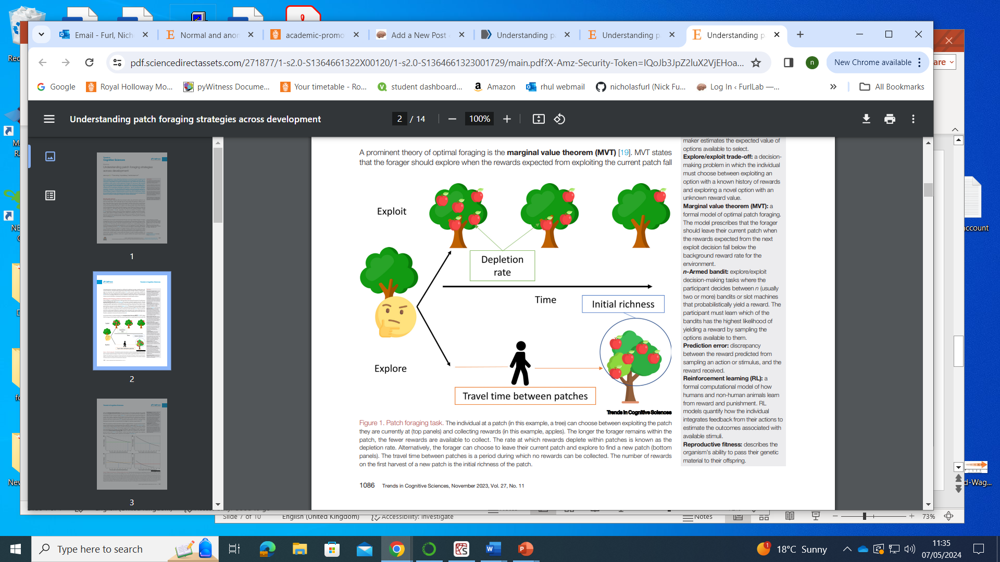 Email - Furl, Nich
Normal and anor
academic-promo
Add a New Post
Understanding pa
Understanding p
Understanding p
pdf.sciencedirectassets.com/271877/1-s2.0-S1364661322X00120/1-s2.0-S1364661323001729/main.pdf?X-Amz-Security-Token=IQoJb3JpZ2luX2VjEHoa...
n
New Chrome available
Google
Royal Holloway Mo...
pyWitness Docume...
Your timetable - Ro...
student dashboard...
Amazon
rhul webmail
nicholasfurl (Nick Fu...
Log In ‹ FurlLab —...
All Bookmarks
Understanding patch foraging strategies across development
2 / 14
100%
1
2
3
A prominent theory of optimal foraging is the marginal value theorem (MVT) [19]. MVT states
that the forager should explore when the rewards expected from exploiting the current patch fall
Exploit
Depletion
rate
Time
Initial richness
Explore
Travel time between patches
Trends in Cognitive Sciences
Figure 1. Patch foraging task. The individual at a patch (in this example, a tree) can choose between exploiting the patch
they are currently at (top panels) and collecting rewards (in this example, apples). The longer the forager remains within the
patch, the fewer rewards are available to collect. The rate at which rewards deplete within patches is known as the
depletion rate. Alternatively, the forager can choose to leave their current patch and explore to find a new patch (bottom
panels). The travel time between patches is a period during which no rewards can be collected. The number of rewards
on the first harvest of a new patch is the initial richness of the patch.
1086 Trends in Cognitive Sciences, November 2023, Vol. 27, No. 11
maker estimates the expected value of
options available to select.
Explore/exploit trade-off: a decision-
making problem in which the individual
must choose between exploiting an
option with a known history of rewards
and exploring a novel option with an
unknown reward value.
Marginal value theorem (MVT): a
formal model of optimal patch foraging.
The model prescribes that the forager
should leave their current patch when
the rewards expected from the next
exploit decision fall below the
background reward rate for the
environment.
n-Armed bandit: explore/exploit
decision-making tasks where the
participant decides between n (usually
two or more) bandits or slot machines
that probabilistically yield a reward. The
participant must learn which of the
bandits has the highest likelihood of
yielding a reward by sampling the
options available to them.
Prediction error: discrepancy
between the reward predicted from
sampling an action or stimulus, and the
reward received.
Reinforcement learning (RL): a
formal computational model of how
humans and non-human animals learn
from reward and punishment. RL
models quantify how the individual
integrates feedback from their actions to
estimate the outcomes associated with
available stimuli.
Reproductive fitness: describes the
organism's ability to pass their genetic
material to their offspring.
Slide 7 of 10
English (United Kingdom)
Accessibility: Investigate
Notes
73%
Type here to search
1
18°C Sunny
11:35
07/05/2024